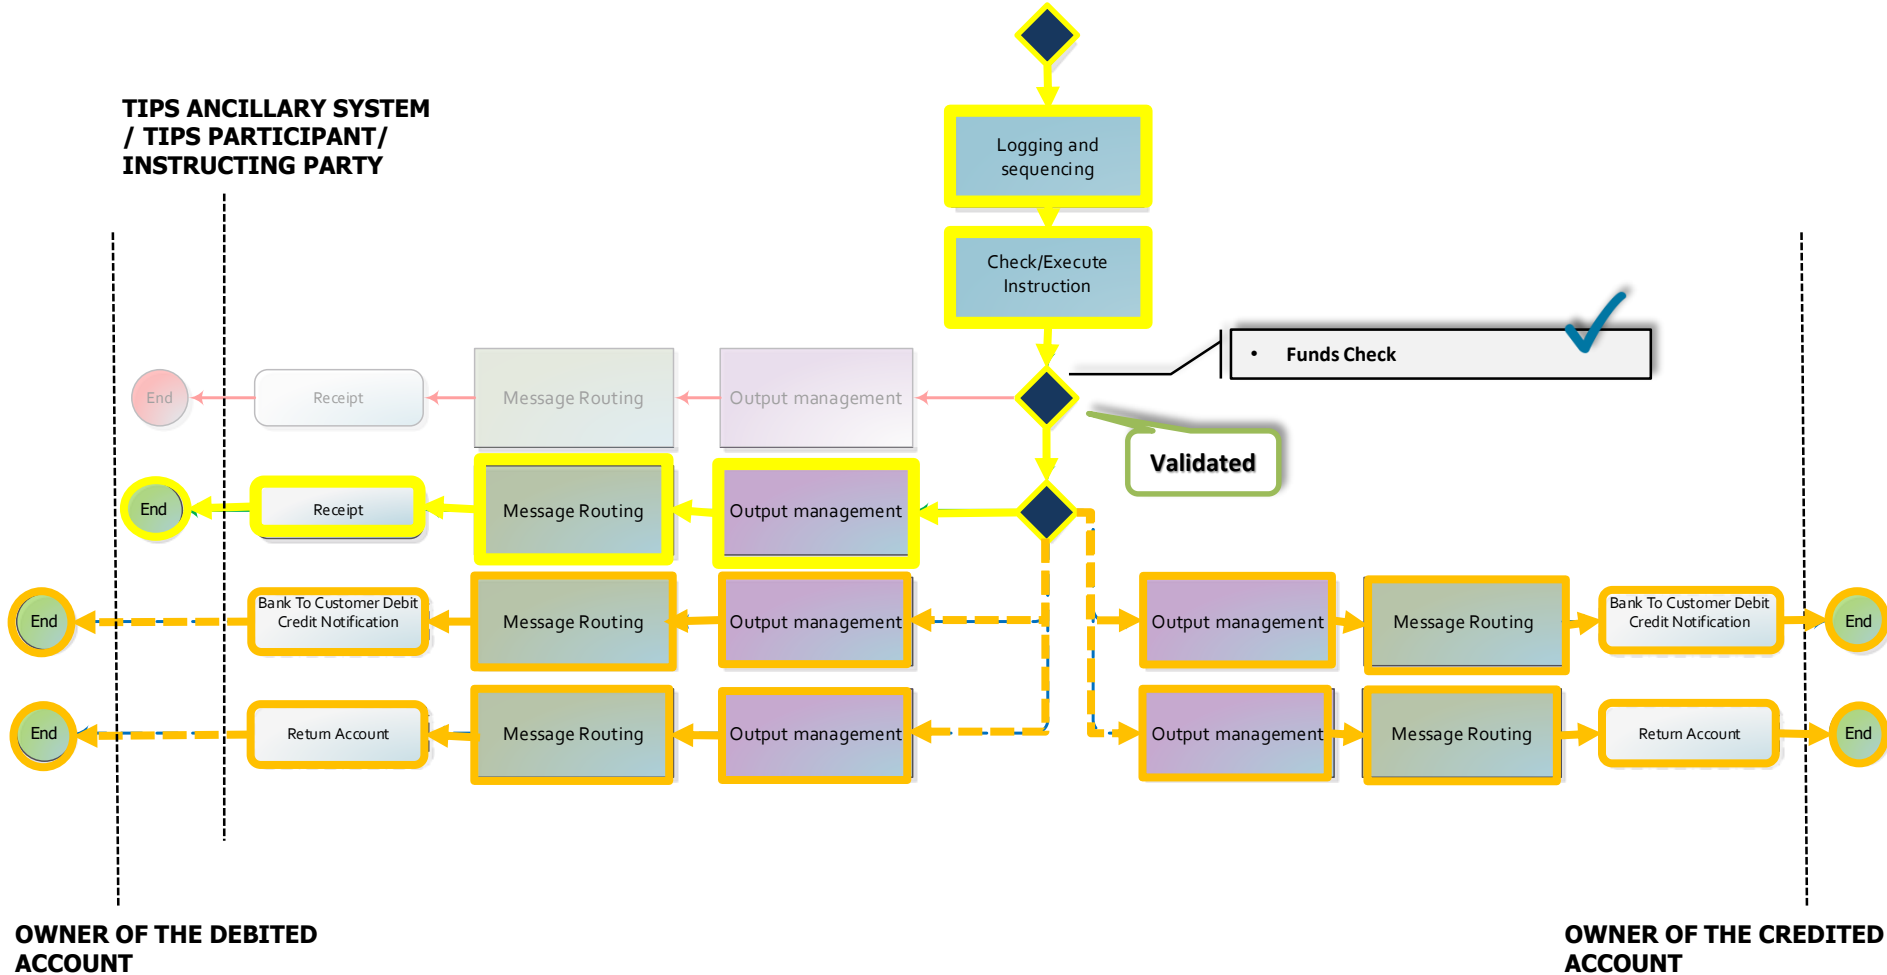 TIPS ANCILLARY SYSTEM
/ TIPS PARTICIPANT/
INSTRUCTING PARTY
Logging and
sequencing
Check/Execute
Instruction
• Funds Check
End
Receipt
Message Routing
Output management
Validated
End
Receipt
Message Routing
Output management
End
Bank To Customer Debit
Credit Notification
Message Routing
Output management
Output management
Message Routing
Bank To Customer Debit
Credit Notification
End
End
Return Account
Message Routing
Output management
Output management
Message Routing
Return Account
End
OWNER OF THE DEBITED
ACCOUNT
OWNER OF THE CREDITED
ACCOUNT